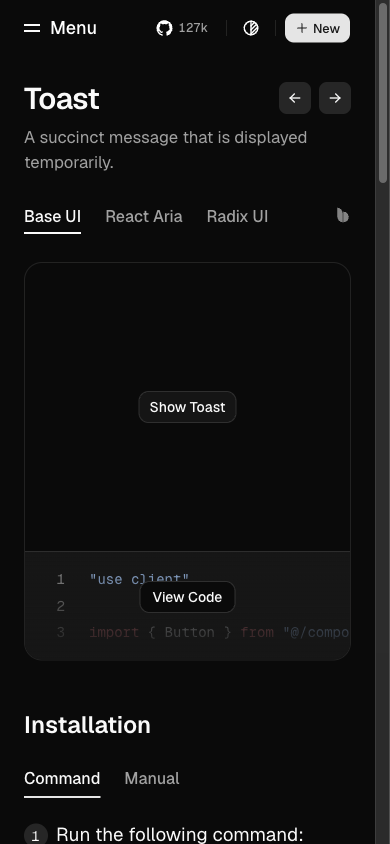 Menu
127k
+ New
Toast
A succinct message that is displayed
temporarily.
Base UI
React Aria
Radix UI
Show Toast
1 "use client"
2
View Code
3 import { Button } from "@/compo
Installation
Command
Manual
1 Run the following command: